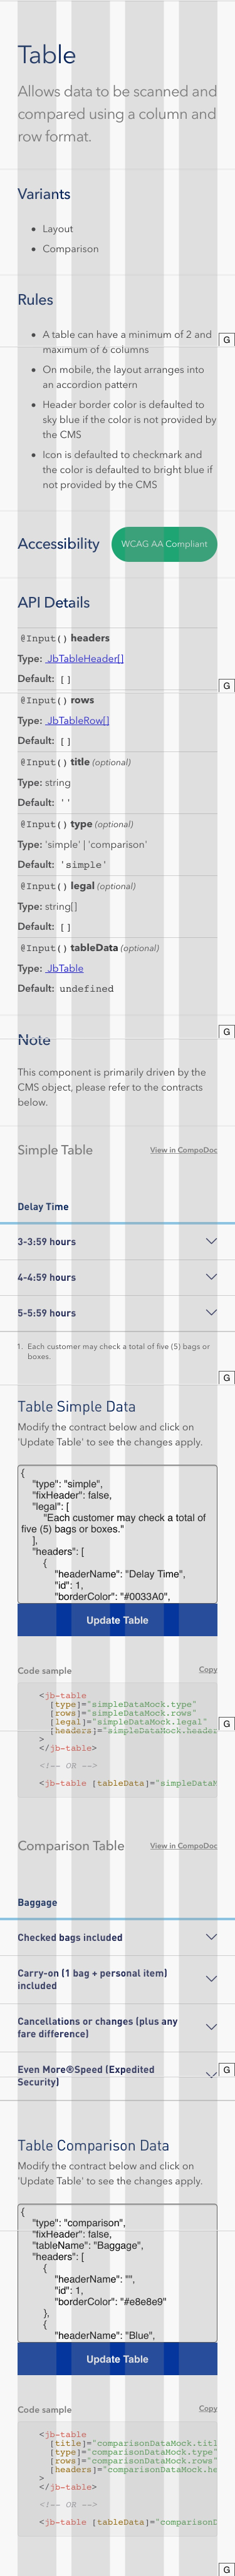 Table
Allows data to be scanned and
compared using a column and
row format.
Variants
• Layout
• Comparison
Rules
• A table can have a minimum of 2 and
maximum of 6 columns
G
• On mobile, the layout arranges into
an accordion pattern
• Header border color is defaulted to
sky blue if the color is not provided by
the CMS
• Icon is defaulted to checkmark and
the color is defaulted to bright blue if
not provided by the CMS
Accessibility WCAG AA Compliant
API Details
@Input() headers
Type: JbTableHeader[]
Default: []
G
@Input() rows
Type: JbTableRow[]
Default: []
@Input() title (optional)
Type: string
Default: ''
@Input() type (optional)
Type: 'simple' | 'comparison'
Default: 'simple'
@Input() legal (optional)
Type: string[]
Default: []
@Input() tableData (optional)
Type: JbTable
Default: undefined
G
Note
This component is primarily driven by the
CMS object, please refer to the contracts
below.
Simple Table View in CompoDoc
Delay Time
3-3:59 hours
4-4:59 hours
5-5:59 hours
1. Each customer may check a total of five (5) bags or
boxes.
G
Table Simple Data
Modify the contract below and click on
'Update Table' to see the changes apply.
{
"type": "simple",
"fixHeader": false,
"legal": [
"Each customer may check a total of
five (5) bags or boxes."
],
"headers": [
{
"headerName": "Delay Time",
"id": 1,
"borderColor": "#0033A0",
Update Table
Code sample Copy
<jb-table
[type]="simpleDataMock.type"
[rows]="simpleDataMock.rows"
[legal]="simpleDataMock.legal"
G
[headers]="simpleDataMock.header
>
</jb-table>
<!-- OR -->
<jb-table [tableData]="simpleDataM
Comparison Table View in CompoDoc
Baggage
Checked bags included
Carry-on (1 bag + personal item)
included
Cancellations or changes (plus any
fare difference)
Even More®Speed (Expedited
Security)
G
Table Comparison Data
Modify the contract below and click on
'Update Table' to see the changes apply.
{
"type": "comparison",
"fixHeader": false,
"tableName": "Baggage",
"headers": [
{
"headerName": "",
"id": 1,
"borderColor": "#e8e8e9"
},
{
"headerName": "Blue",
Update Table
Code sample Copy
<jb-table
[title]="comparisonDataMock.titl
[type]="comparisonDataMock.type"
[rows]="comparisonDataMock.rows"
[headers]="comparisonDataMock.he
>
</jb-table>
<!-- OR -->
<jb-table [tableData]="comparisonD
G